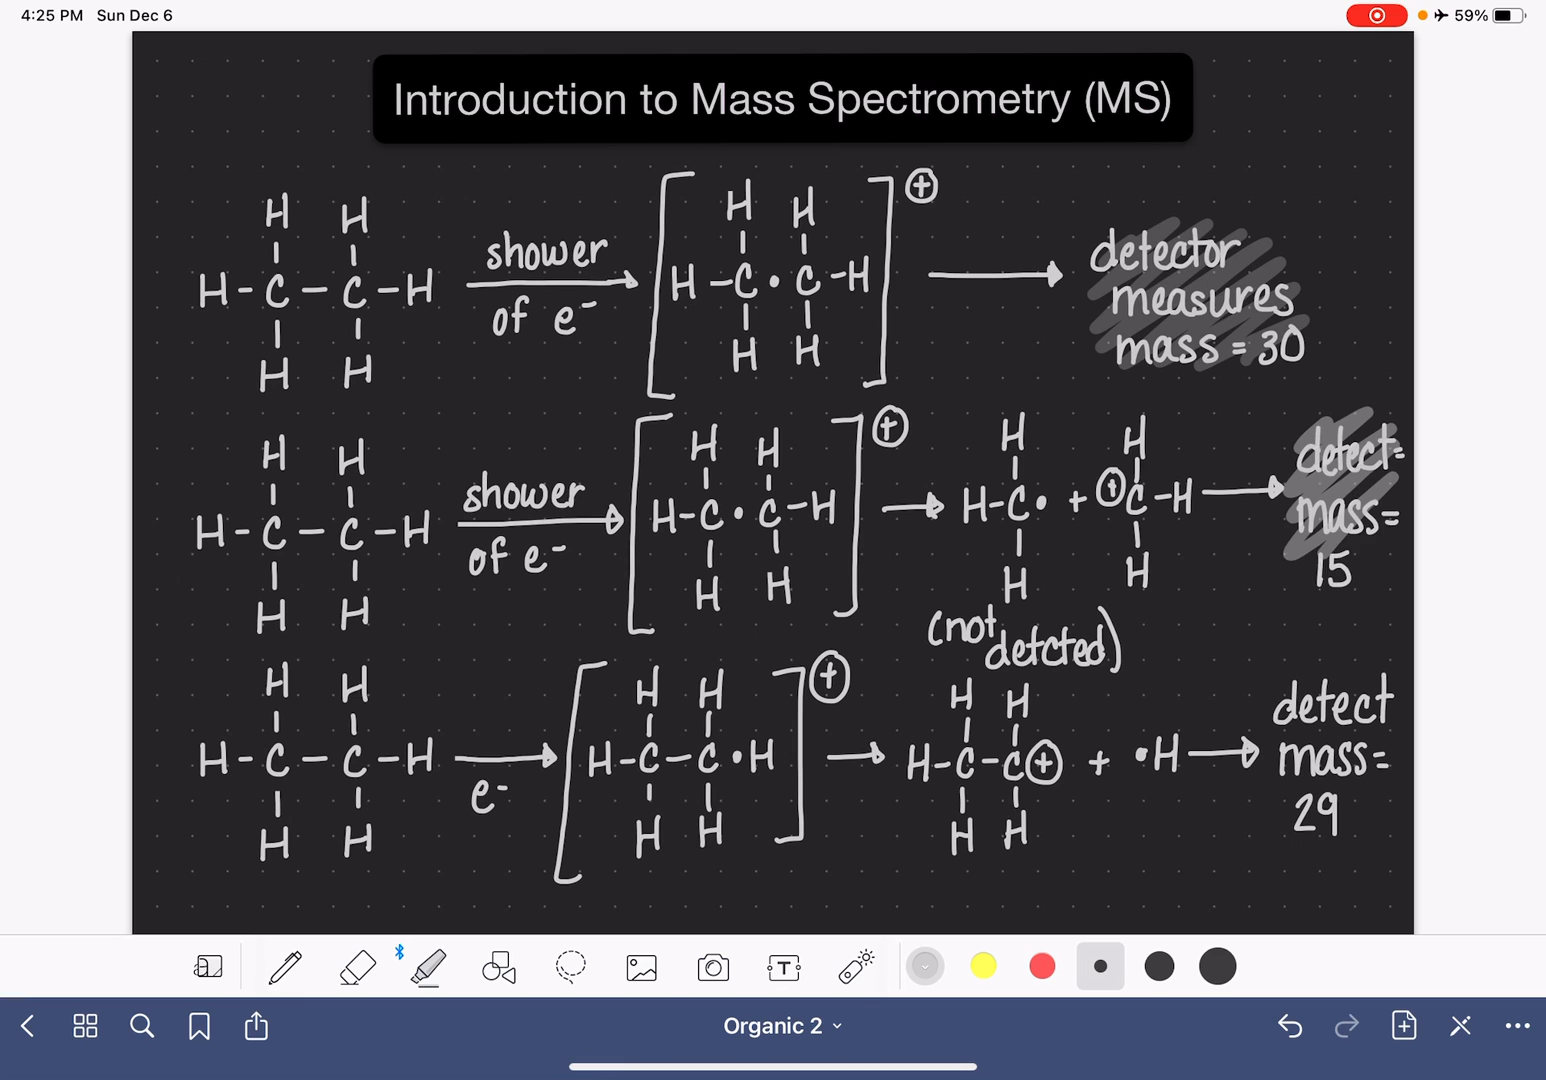 4:25 PM Sun Dec 6
59%
Introduction to Mass Spectrometry (MS)
H H H H ⊕
H-C-C-H shower of e⁻ H-C•C-H detector
measures
H H H H mass = 30
H H H H ⊕ H H
H-C-C-H shower of e⁻ H-C•C-H H-C• + ⊕C-H detect=
mass=
15
H H H H H H
(not detcted)
H H H H ⊕ H H
H-C-C-H e⁻ H-C-C•H H-C-C⊕ + •H detect
mass=
29
H H H H H H
T
Organic 2